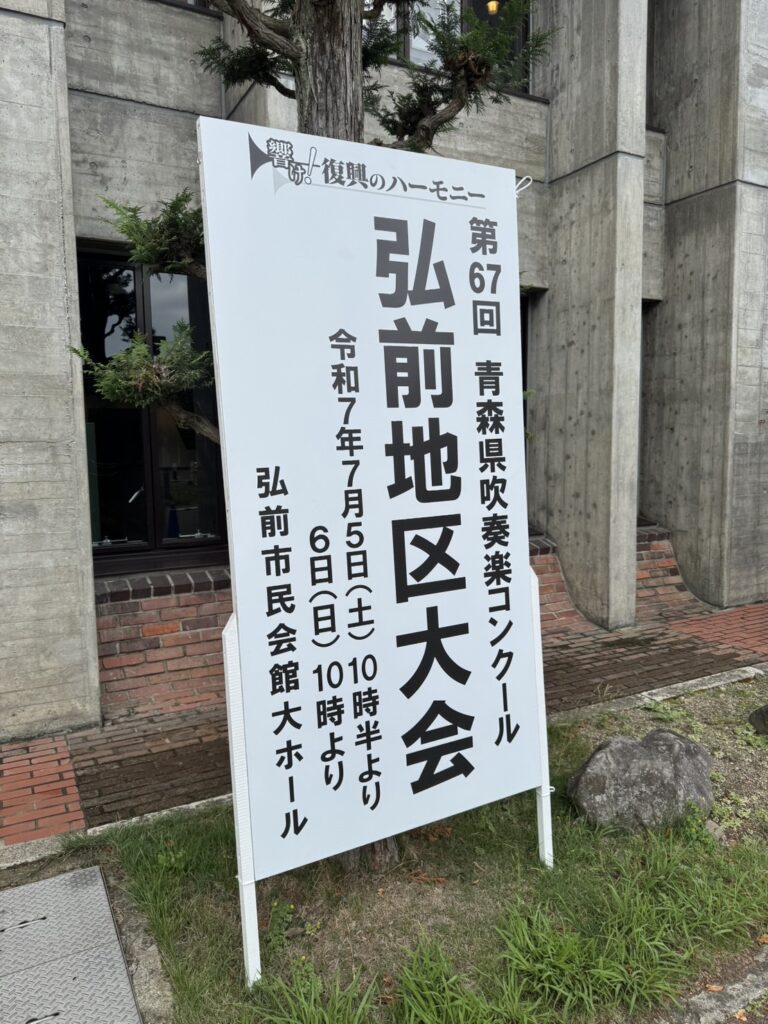 響け!復興のハーモニー
第67回 青森県吹奏楽コンクール
弘前地区大会
令和7年7月5日(土)10時半より
6日(日)10時より
弘前市民会館大ホール